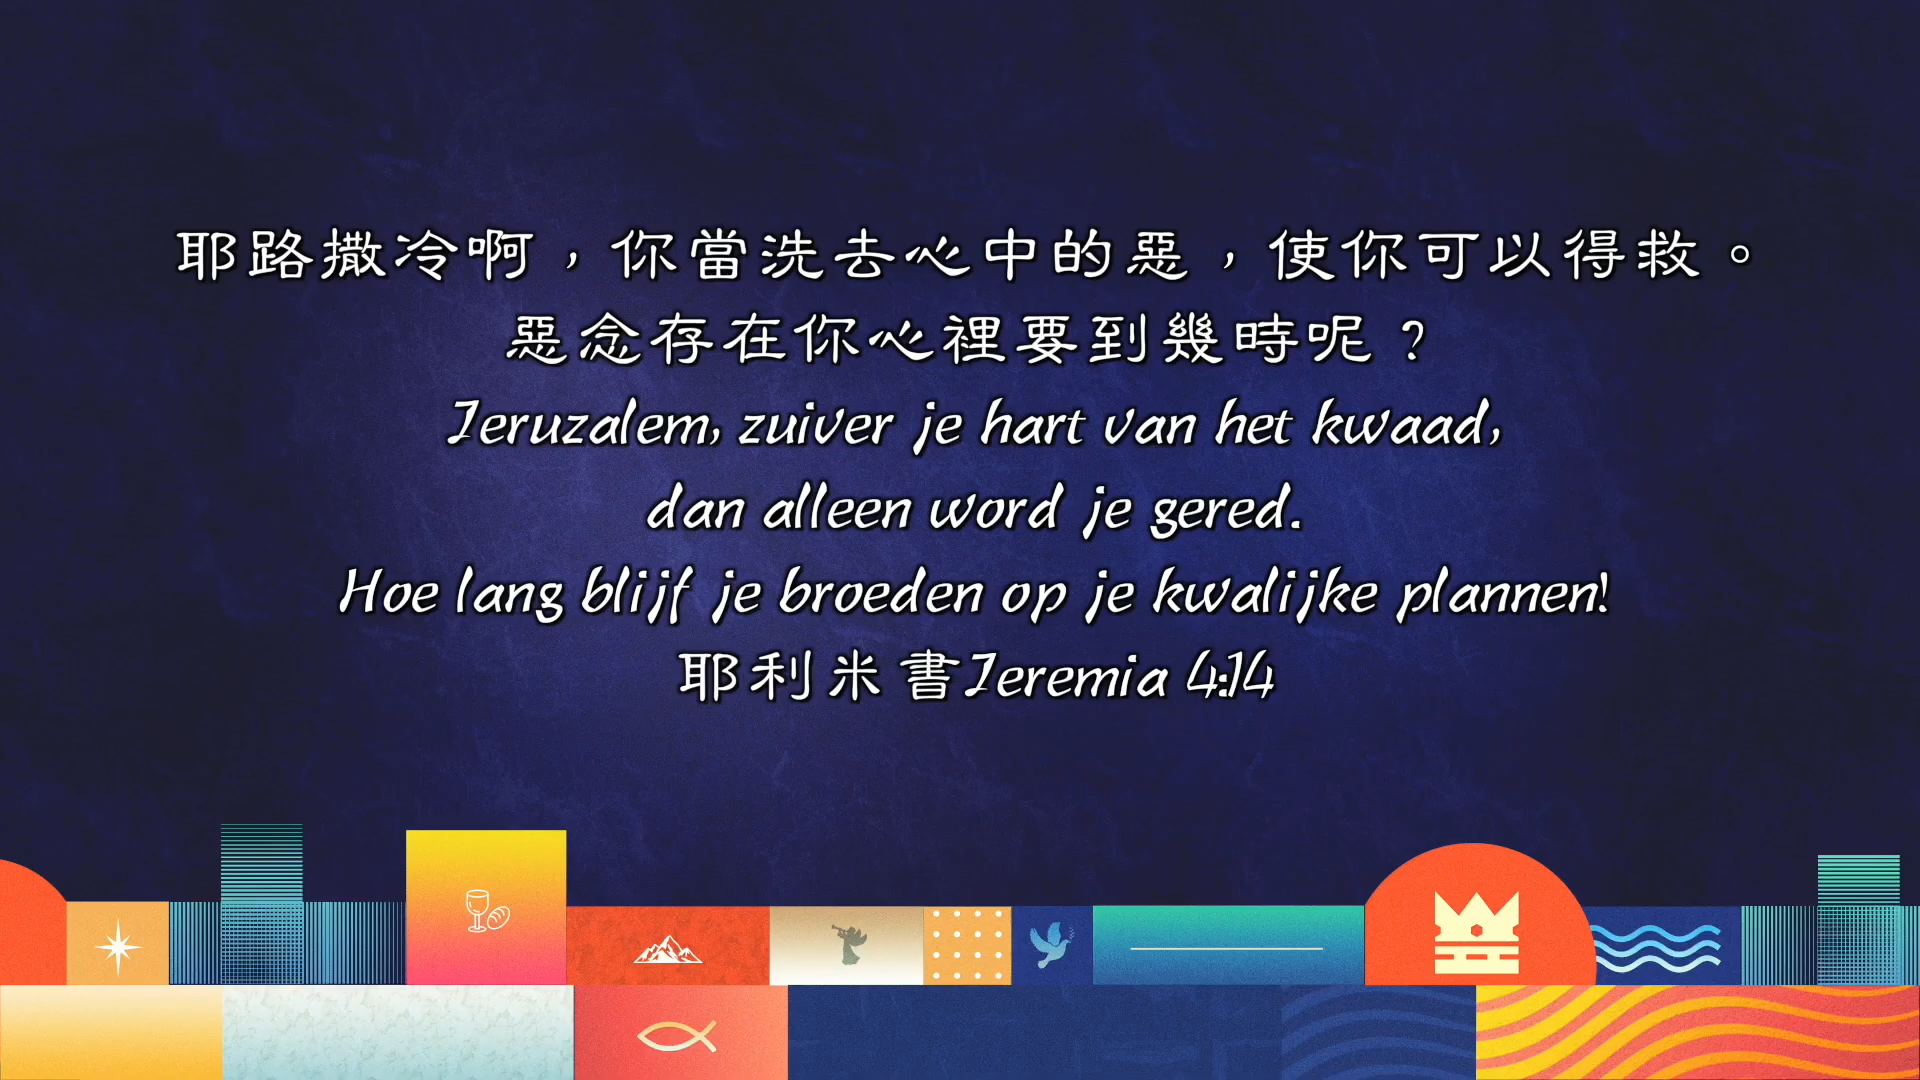 耶路撒冷啊，你當洗去心中的惡，使你可以得救。
惡念存在你心裡要到幾時呢？
Jeruzalem, zuiver je hart van het kwaad,
dan alleen word je gered.
Hoe lang blijf je broeden op je kwalijke plannen!
耶利米書Jeremia 4:14